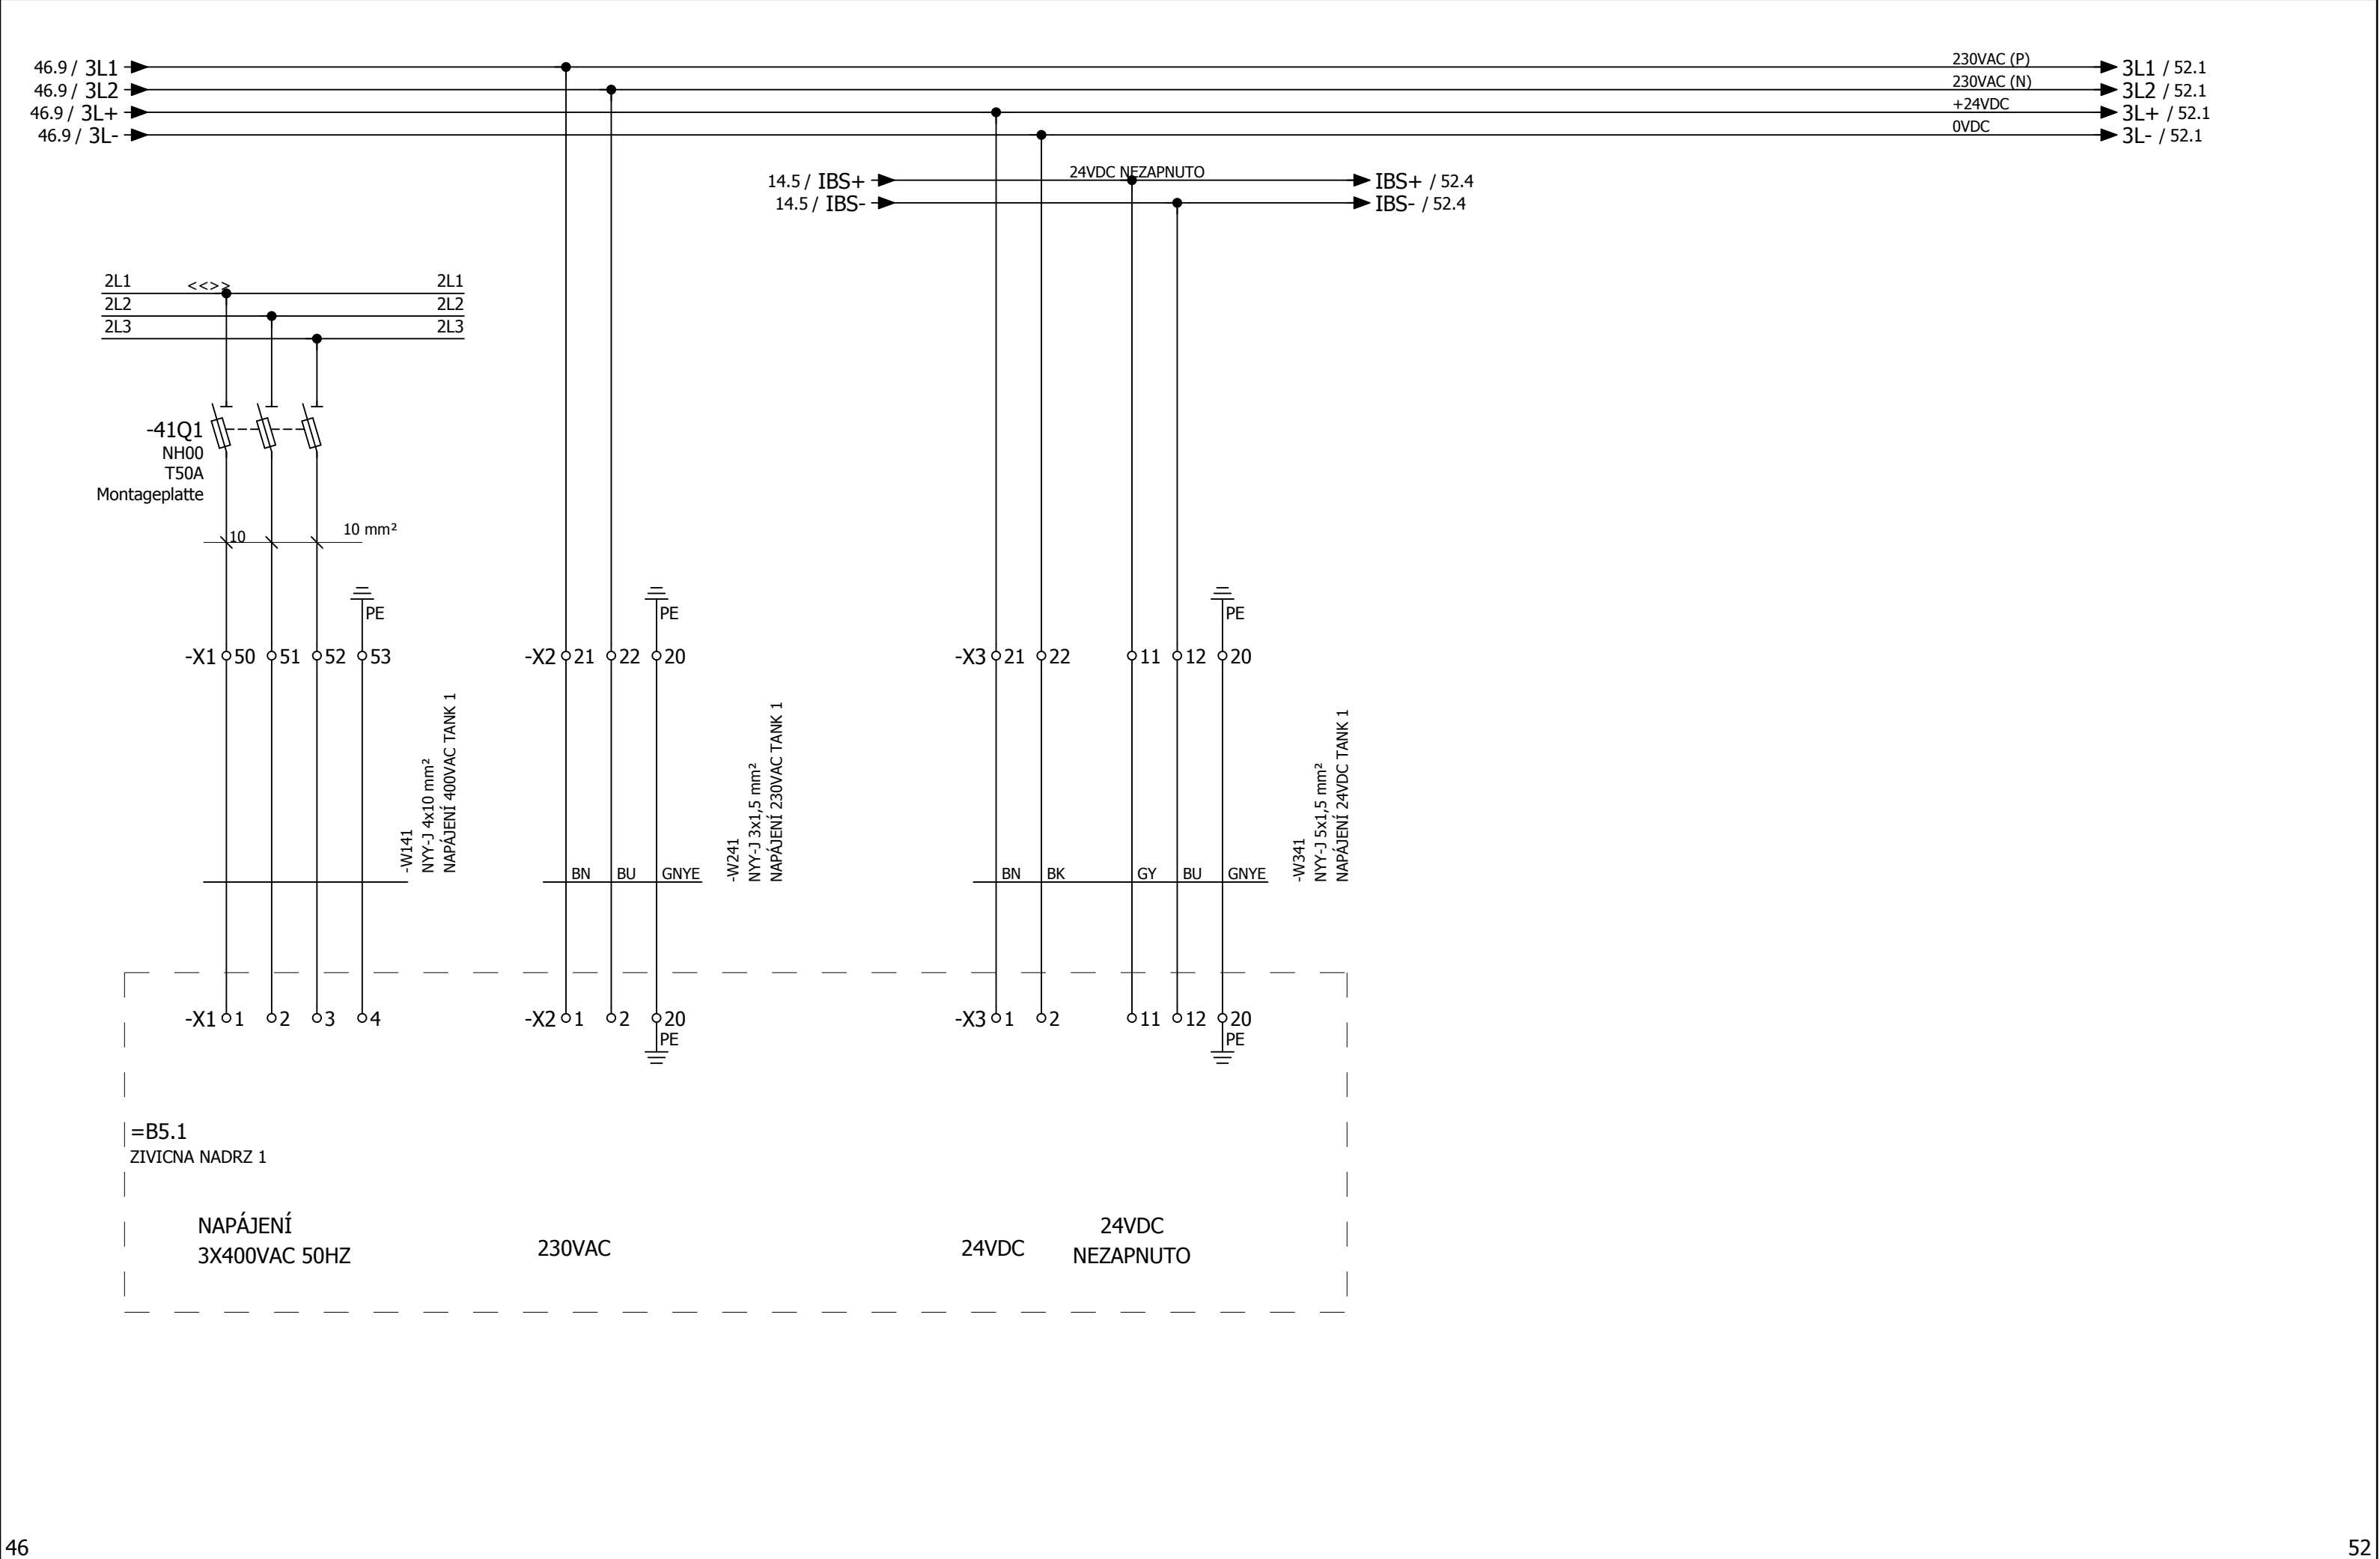 46.9 / 3L1
230VAC (P)
3L1 / 52.1
46.9 / 3L2
230VAC (N)
3L2 / 52.1
46.9 / 3L+
+24VDC
3L+ / 52.1
46.9 / 3L-
0VDC
3L- / 52.1
14.5 / IBS+
24VDC NEZAPNUTO
IBS+ / 52.4
14.5 / IBS-
IBS- / 52.4
2L1
<<>>
2L1
2L2
2L2
2L3
2L3
-41Q1
NH00
T50A
Montageplatte
10
10 mm²
PE
PE
PE
-X1 50 51 52 53
-X2 21 22 20
-X3 21 22 11 12 20
-W141
NYY-J 4x10 mm²
NAPÁJENÍ 400VAC TANK 1
-W241
NYY-J 3x1,5 mm²
NAPÁJENÍ 230VAC TANK 1
-W341
NYY-J 5x1,5 mm²
NAPÁJENÍ 24VDC TANK 1
BN BU GNYE
BN BK GY BU GNYE
-X1 1 2 3 4
-X2 1 2 20
-X3 1 2 11 12 20
PE
PE
=B5.1
ZIVICNA NADRZ 1
NAPÁJENÍ
3X400VAC 50HZ
230VAC
24VDC
24VDC
NEZAPNUTO
46
52